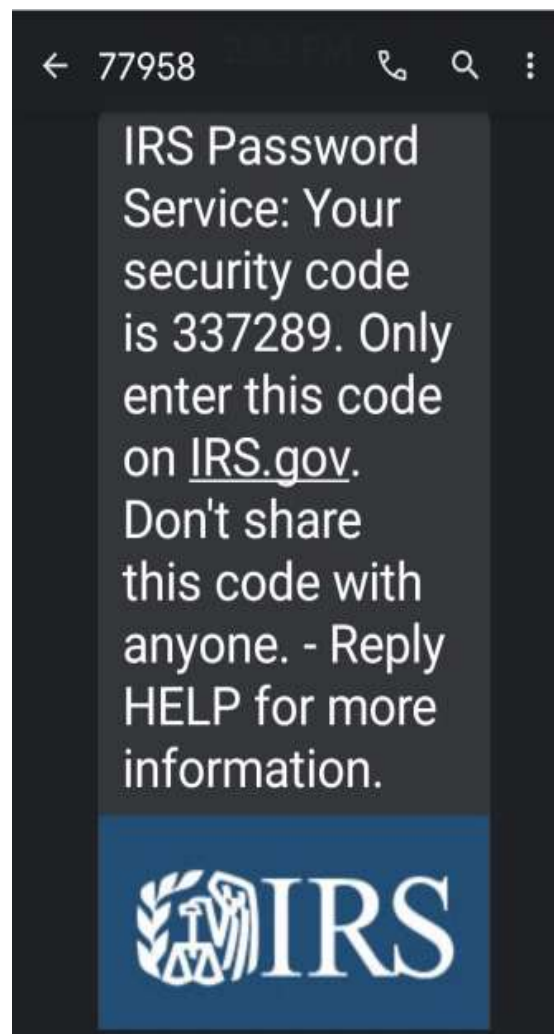 77958
IRS Password
Service: Your
security code
is 337289. Only
enter this code
on IRS.gov.
Don't share
this code with
anyone. - Reply
HELP for more
information.
IRS